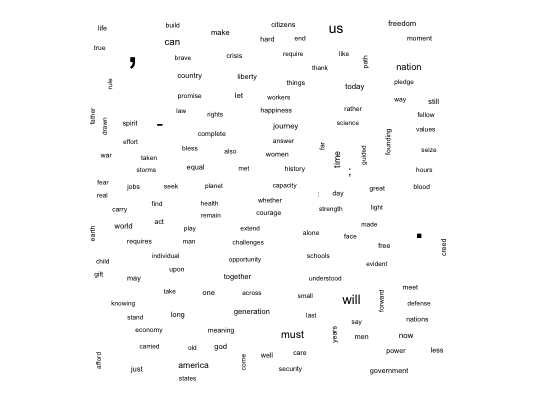 life build citizens us freedom
can make hard end moment
true , brave crisis require like path
thank nation
rule country liberty things today pledge
promise let workers way still
father drawn spirit - law rights happiness rather fellow
complete journey science values
effort answer founding
war taken bless also women far time guided seize
storms equal met history ; hours
fear jobs seek planet capacity : day great blood
real find health whether strength light
carry remain courage
earth world act play extend alone made .
requires man challenges face free creed
child individual opportunity schools evident
gift may upon together understood
take one across small will forward meet
knowing defense
stand long generation last say nations
economy meaning must years men now
carried old god well care power less
afford just america come security government
states